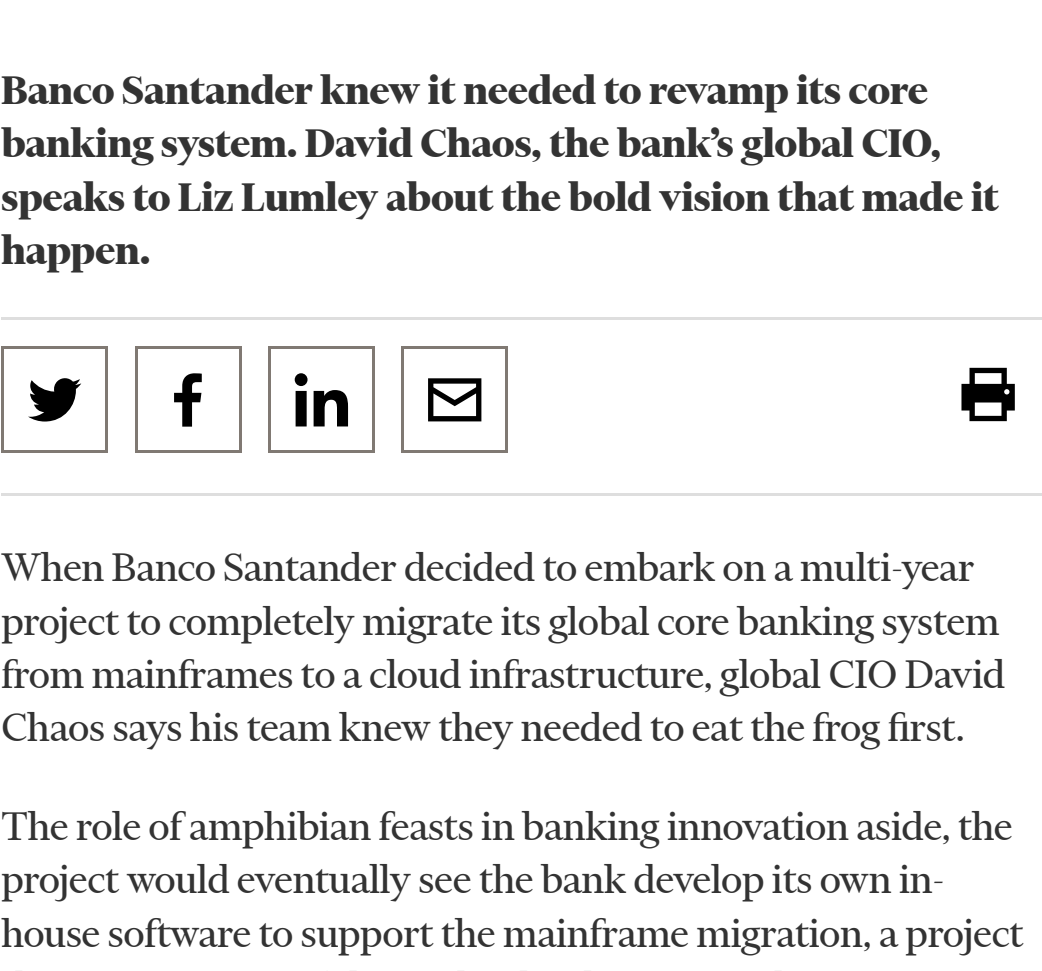 Banco Santander knew it needed to revamp its core
banking system. David Chaos, the bank’s global CIO,
speaks to Liz Lumley about the bold vision that made it
happen.
When Banco Santander decided to embark on a multi-year
project to completely migrate its global core banking system
from mainframes to a cloud infrastructure, global CIO David
Chaos says his team knew they needed to eat the frog first.
The role of amphibian feasts in banking innovation aside, the
project would eventually see the bank develop its own in-
house software to support the mainframe migration, a project